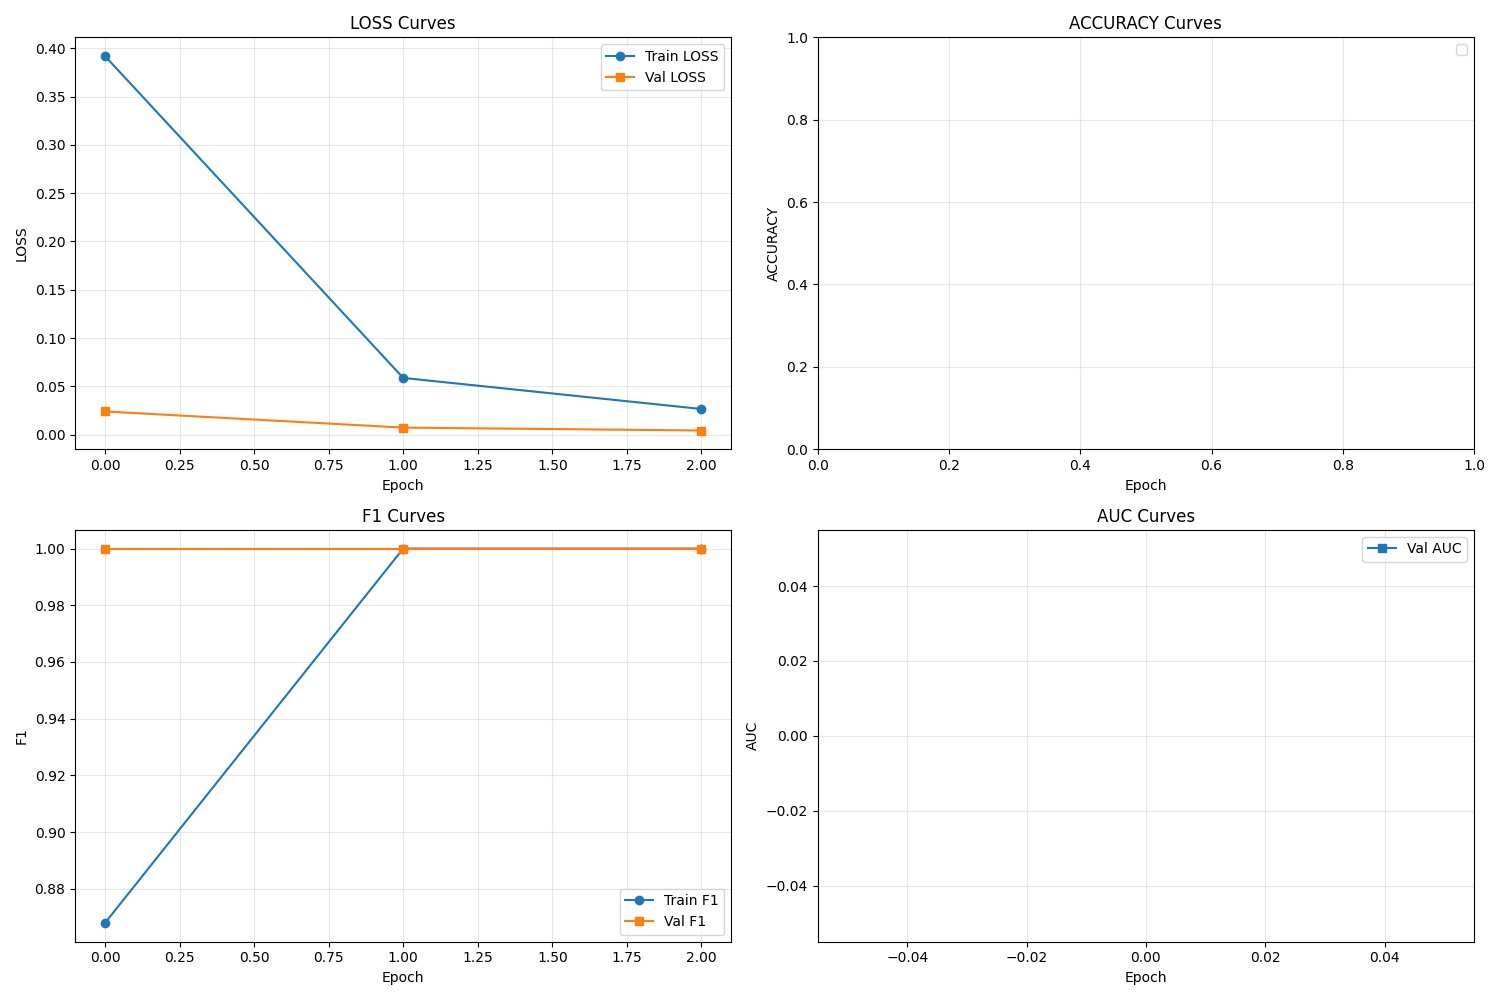 LOSS Curves
0.40
0.35
0.30
0.25
0.20
0.15
0.10
0.05
0.00
LOSS
Train LOSS
Val LOSS
0.00 0.25 0.50 0.75 1.00 1.25 1.50 1.75 2.00
Epoch
ACCURACY Curves
1.0
0.8
0.6
0.4
0.2
0.0
ACCURACY
0.0 0.2 0.4 0.6 0.8 1.0
Epoch
F1 Curves
1.00
0.98
0.96
0.94
0.92
0.90
0.88
F1
Train F1
Val F1
0.00 0.25 0.50 0.75 1.00 1.25 1.50 1.75 2.00
Epoch
AUC Curves
Val AUC
0.04
0.02
0.00
−0.02
−0.04
AUC
−0.04 −0.02 0.00 0.02 0.04
Epoch